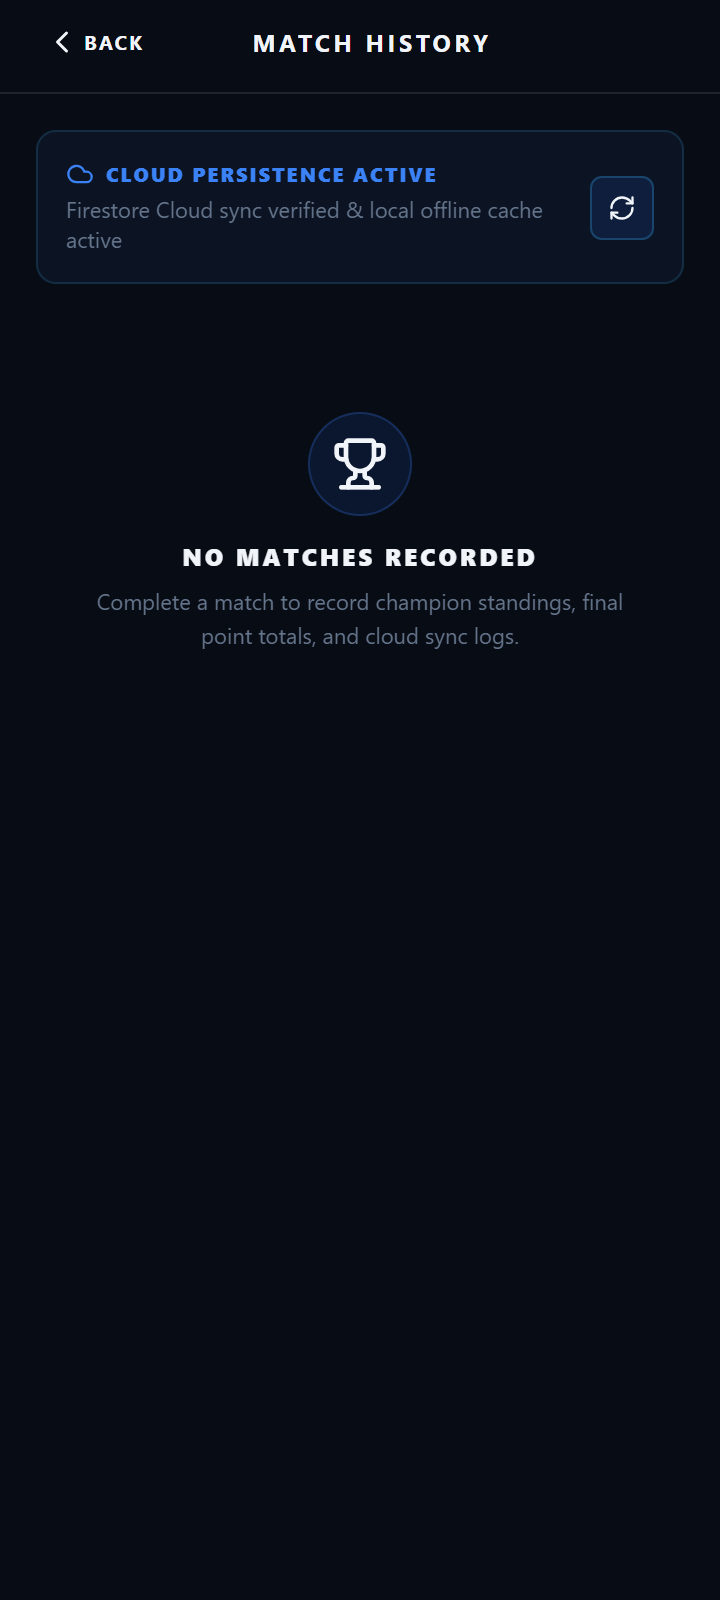 BACK
MATCH HISTORY
CLOUD PERSISTENCE ACTIVE
Firestore Cloud sync verified & local offline cache
active
NO MATCHES RECORDED
Complete a match to record champion standings, final
point totals, and cloud sync logs.